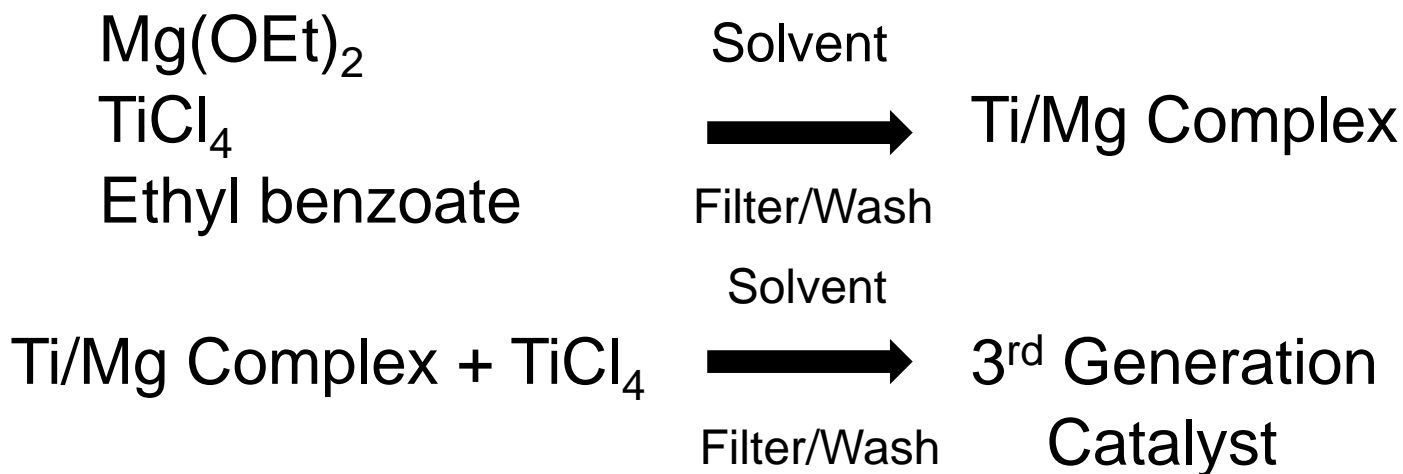 Mg(OEt)₂
Solvent
TiCl₄
Ti/Mg Complex
Ethyl benzoate
Filter/Wash
Solvent
Ti/Mg Complex + TiCl₄
3ʳᵈ Generation
Catalyst
Filter/Wash